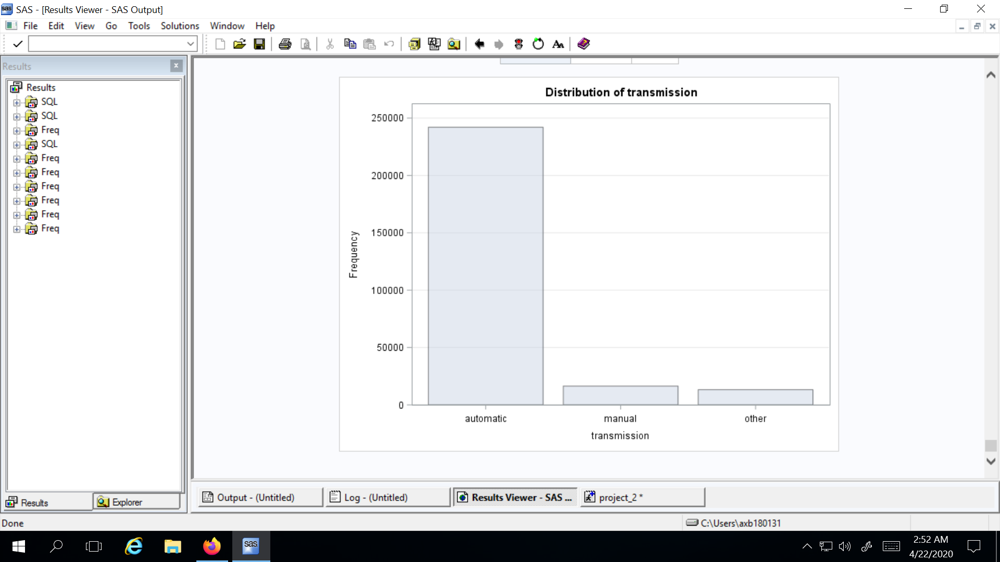 SAS - [Results Viewer - SAS Output]
File Edit View Go Tools Solutions Window Help
Results
Results
SQL
SQL
Freq
SQL
Freq
Freq
Freq
Freq
Freq
Freq
Results Explorer
Distribution of transmission
250000
200000
150000
100000
50000
0
Frequency
automatic manual other
transmission
Output - (Untitled) Log - (Untitled) Results Viewer - SAS ... project_2 *
Done C:\Users\axb180131
sas
2:52 AM
4/22/2020